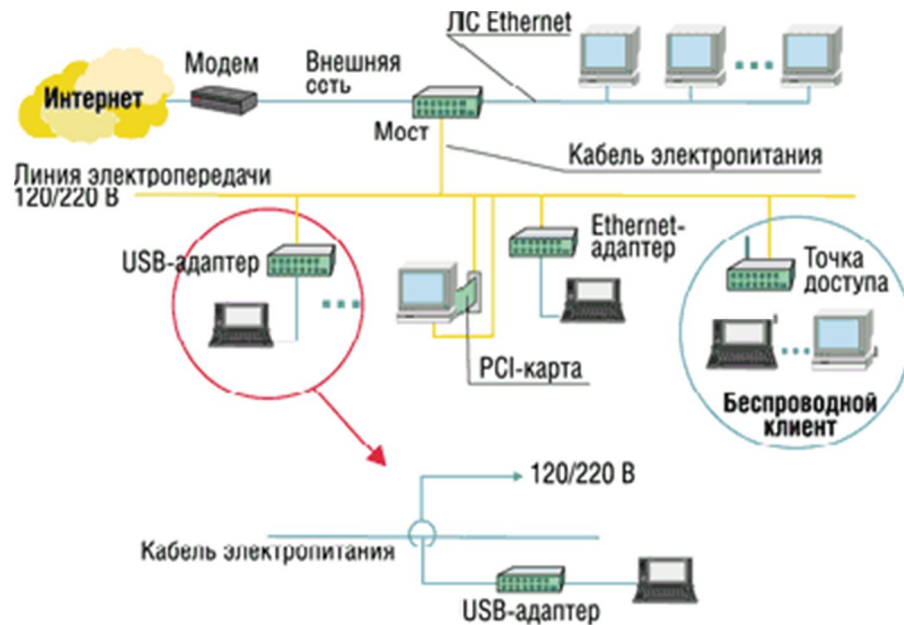 ЛС Ethernet
Модем
Внешняя
сеть
Интернет
Мост
Кабель электропитания
Линия электропередачи
120/220 В
USB-адаптер
Ethernet-
адаптер
Точка
доступа
PCI-карта
Беспроводной
клиент
120/220 В
Кабель электропитания
USB-адаптер